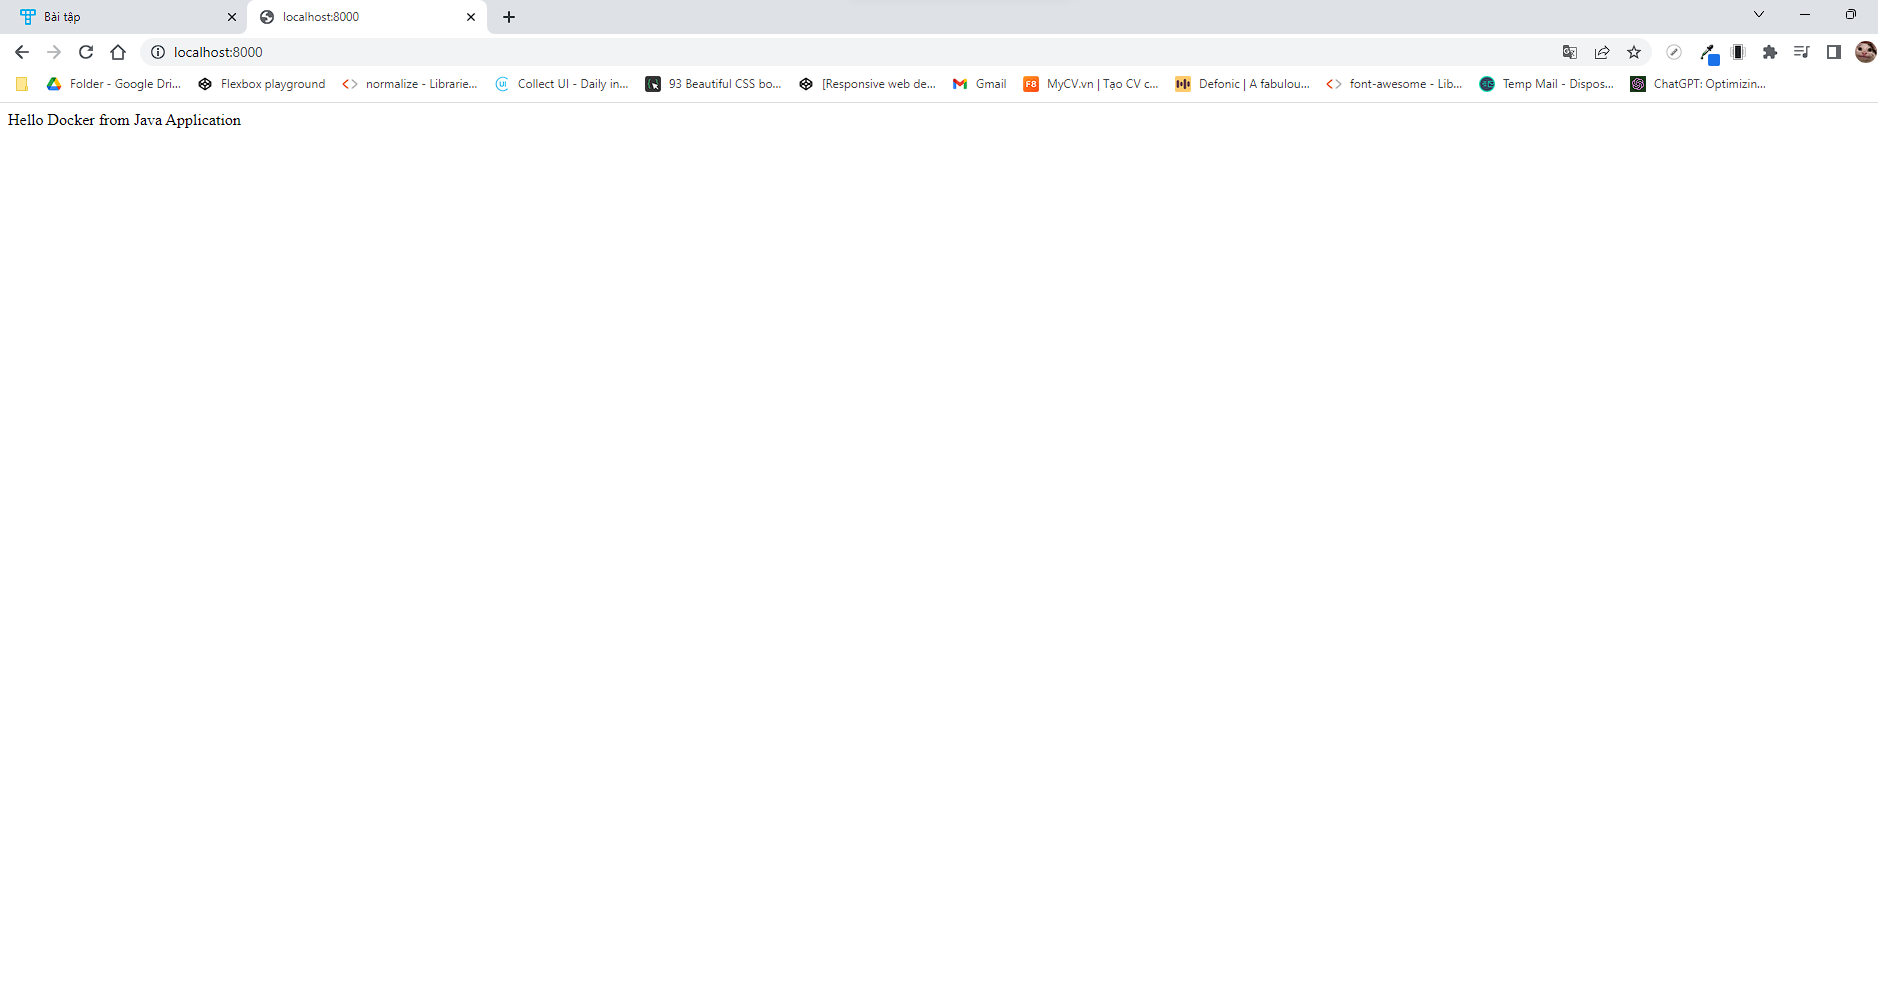 Bài tập
localhost:8000
localhost:8000
Folder - Google Dri...
Flexbox playground
normalize - Librarie...
Collect UI - Daily in...
93 Beautiful CSS bo...
[Responsive web de...
Gmail
F8
MyCV.vn | Tạo CV c...
Defonic | A fabulou...
font-awesome - Lib...
Temp Mail - Dispos...
ChatGPT: Optimizin...
Hello Docker from Java Application